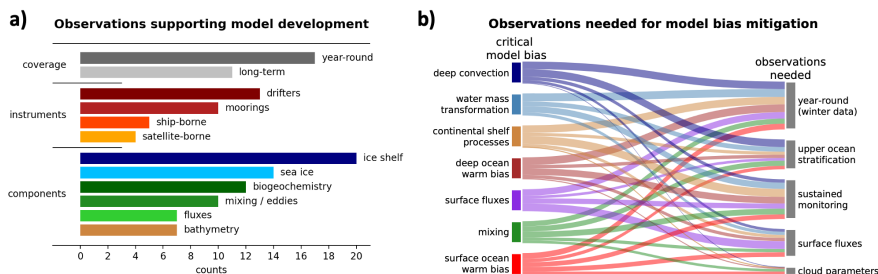 a)
Observations supporting model development
coverage
year-round
long-term
instruments
drifters
moorings
ship-borne
satellite-borne
components
ice shelf
sea ice
biogeochemistry
mixing / eddies
fluxes
bathymetry
0 2 4 6 8 10 12 14 16 18 20
counts
b)
Observations needed for model bias mitigation
critical
model bias
observations
needed
deep convection
water mass
transformation
continental shelf
processes
deep ocean
warm bias
surface fluxes
mixing
surface ocean
warm bias
year-round
(winter data)
upper ocean
stratification
sustained
monitoring
surface fluxes
cloud parameters